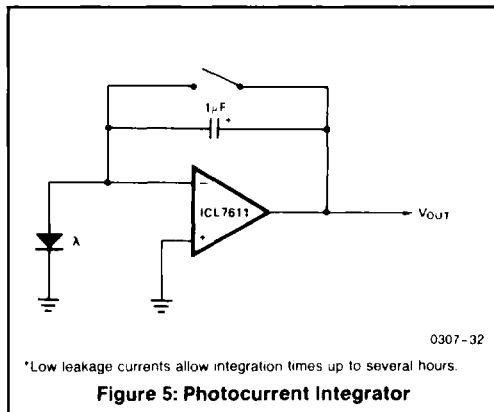 1μF
*
−
ICL7611
+
VOUT
λ
0307-32
*Low leakage currents allow integration times up to several hours.
Figure 5: Photocurrent Integrator